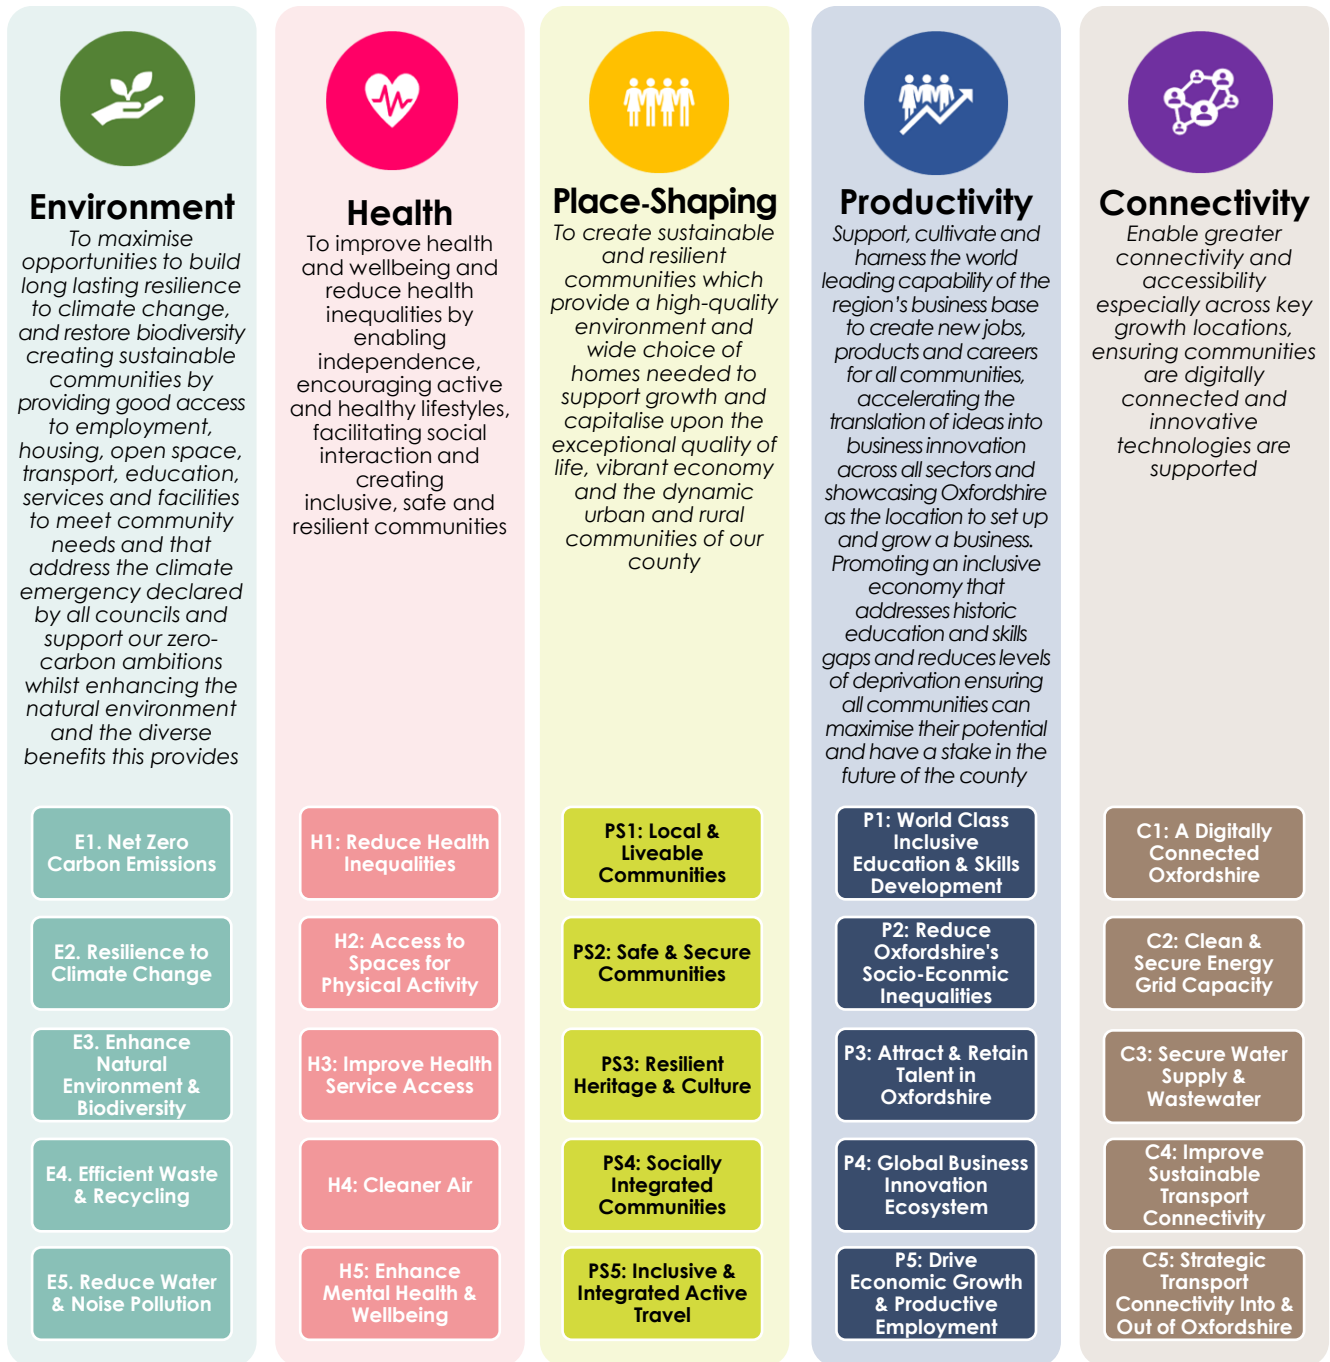 Environment
To maximise
opportunities to build
long lasting resilience
to climate change,
and restore biodiversity
creating sustainable
communities by
providing good access
to employment,
housing, open space,
transport, education,
services and facilities
to meet community
needs and that
address the climate
emergency declared
by all councils and
support our zero-
carbon ambitions
whilst enhancing the
natural environment
and the diverse
benefits this provides
E1. Net Zero
Carbon Emissions
E2. Resilience to
Climate Change
E3. Enhance
Natural
Environment &
Biodiversity
E4. Efficient Waste
& Recycling
E5. Reduce Water
& Noise Pollution
Health
To improve health
and wellbeing and
reduce health
inequalities by
enabling
independence,
encouraging active
and healthy lifestyles,
facilitating social
interaction and
creating
inclusive, safe and
resilient communities
H1: Reduce Health
Inequalities
H2: Access to
Spaces for
Physical Activity
H3: Improve Health
Service Access
H4: Cleaner Air
H5: Enhance
Mental Health &
Wellbeing
Place-Shaping
To create sustainable
and resilient
communities which
provide a high-quality
environment and
wide choice of
homes needed to
support growth and
capitalise upon the
exceptional quality of
life, vibrant economy
and the dynamic
urban and rural
communities of our
county
PS1: Local &
Liveable
Communities
PS2: Safe & Secure
Communities
PS3: Resilient
Heritage & Culture
PS4: Socially
Integrated
Communities
PS5: Inclusive &
Integrated Active
Travel
Productivity
Support, cultivate and
harness the world
leading capability of the
region's business base
to create new jobs,
products and careers
for all communities,
accelerating the
translation of ideas into
business innovation
across all sectors and
showcasing Oxfordshire
as the location to set up
and grow a business.
Promoting an inclusive
economy that
addresses historic
education and skills
gaps and reduces levels
of deprivation ensuring
all communities can
maximise their potential
and have a stake in the
future of the county
P1: World Class
Inclusive
Education & Skills
Development
P2: Reduce
Oxfordshire's
Socio-Econmic
Inequalities
P3: Attract & Retain
Talent in
Oxfordshire
P4: Global Business
Innovation
Ecosystem
P5: Drive
Economic Growth
& Productive
Employment
Connectivity
Enable greater
connectivity and
accessibility
especially across key
growth locations,
ensuring communities
are digitally
connected and
innovative
technologies are
supported
C1: A Digitally
Connected
Oxfordshire
C2: Clean &
Secure Energy
Grid Capacity
C3: Secure Water
Supply &
Wastewater
C4: Improve
Sustainable
Transport
Connectivity
C5: Strategic
Transport
Connectivity Into &
Out of Oxfordshire